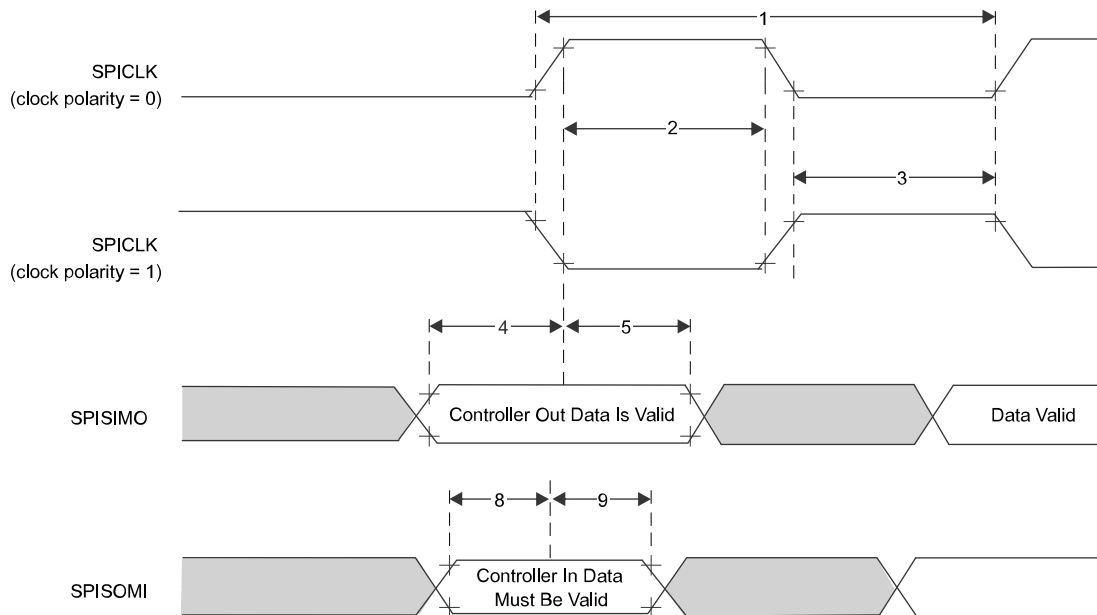 1
SPICLK
(clock polarity = 0)
2
3
SPICLK
(clock polarity = 1)
4
5
SPISIMO
Controller Out Data Is Valid
Data Valid
8
9
SPISOMI
Controller In Data
Must Be Valid